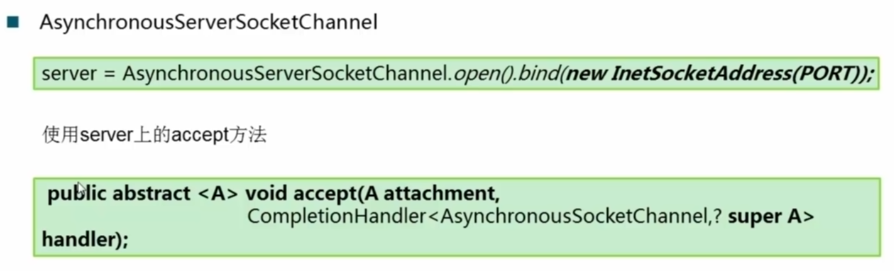 AsynchronousServerSocketChannel
server = AsynchronousServerSocketChannel.open().bind(new InetSocketAddress(PORT));
使用server上的accept方法
public abstract <A> void accept(A attachment,
CompletionHandler<AsynchronousSocketChannel,? super A>
handler);